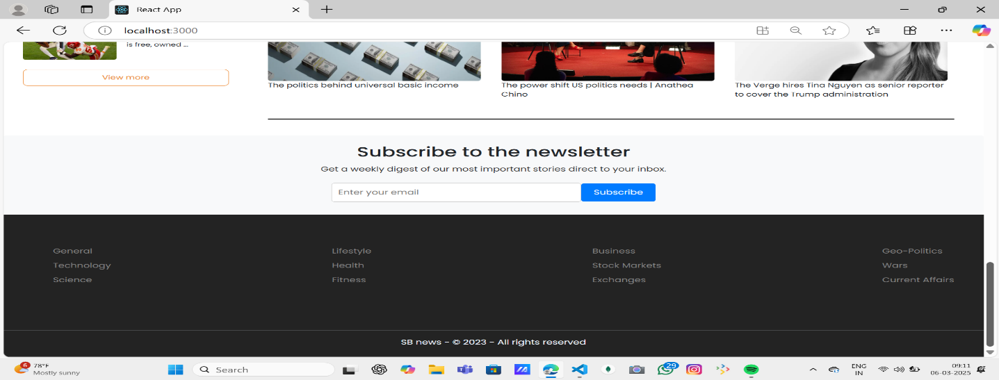 React App
localhost:3000
is free, owned ...
View more
The politics behind universal basic income
The power shift US politics needs | Anathea
Chino
The Verge hires Tina Nguyen as senior reporter
to cover the Trump administration
Subscribe to the newsletter
Get a weekly digest of our most important stories direct to your inbox.
Enter your email
Subscribe
General
Technology
Science
Lifestyle
Health
Fitness
Business
Stock Markets
Exchanges
Geo-Politics
Wars
Current Affairs
SB news - © 2023 - All rights reserved
6
78°F
Mostly sunny
Search
29
ENG
IN
09:11
06-03-2025